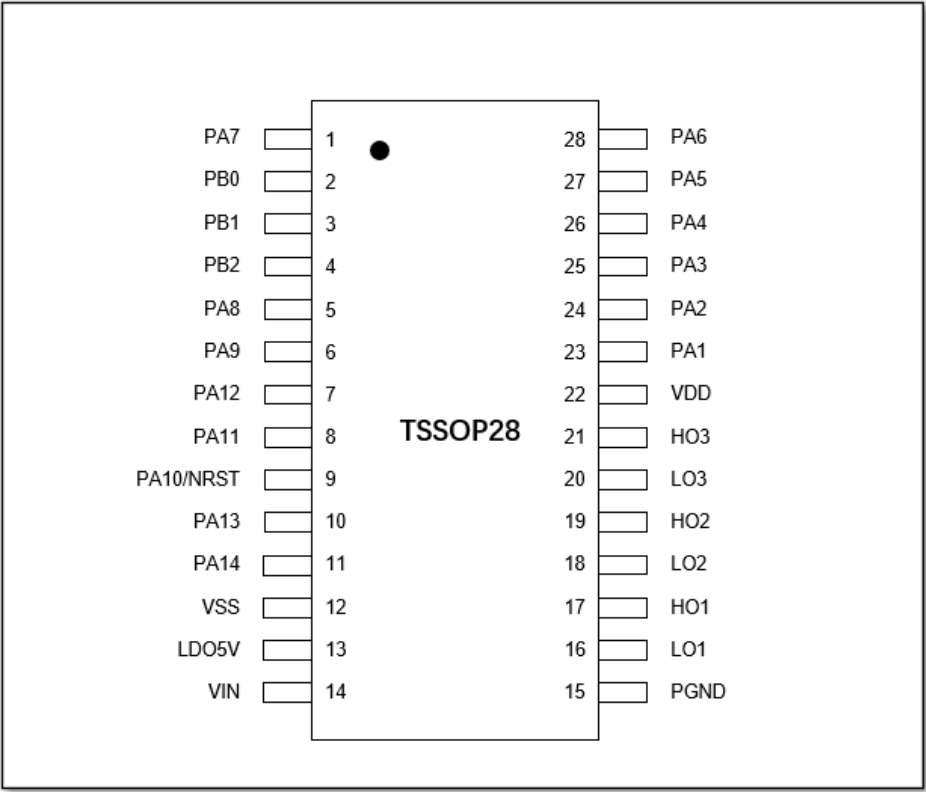 PA7 1 28 PA6
PB0 2 27 PA5
PB1 3 26 PA4
PB2 4 25 PA3
PA8 5 24 PA2
PA9 6 23 PA1
PA12 7 22 VDD
TSSOP28
PA11 8 21 HO3
PA10/NRST 9 20 LO3
PA13 10 19 HO2
PA14 11 18 LO2
VSS 12 17 HO1
LDO5V 13 16 LO1
VIN 14 15 PGND